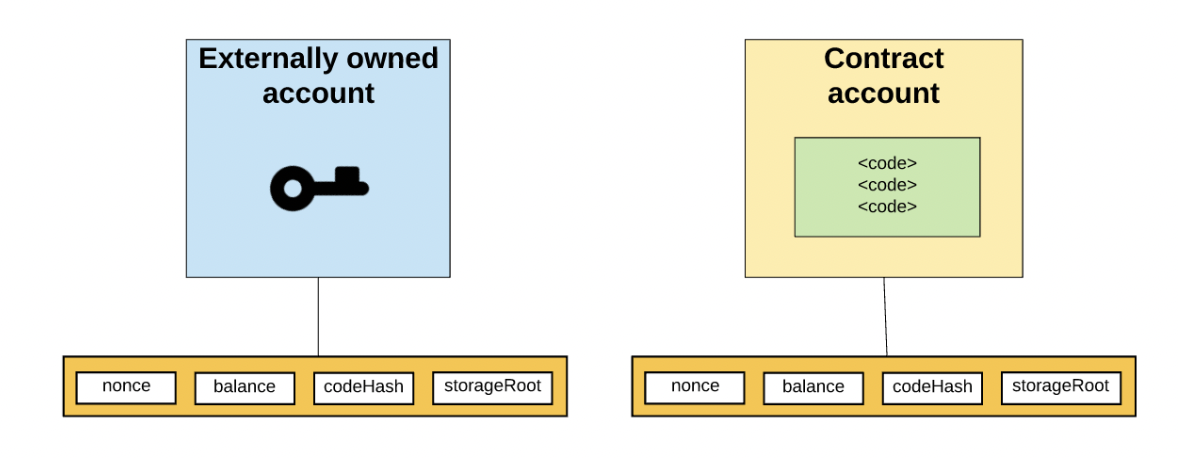 Externally owned
account
Contract
account
<code>
<code>
<code>
nonce
balance
codeHash
storageRoot
nonce
balance
codeHash
storageRoot